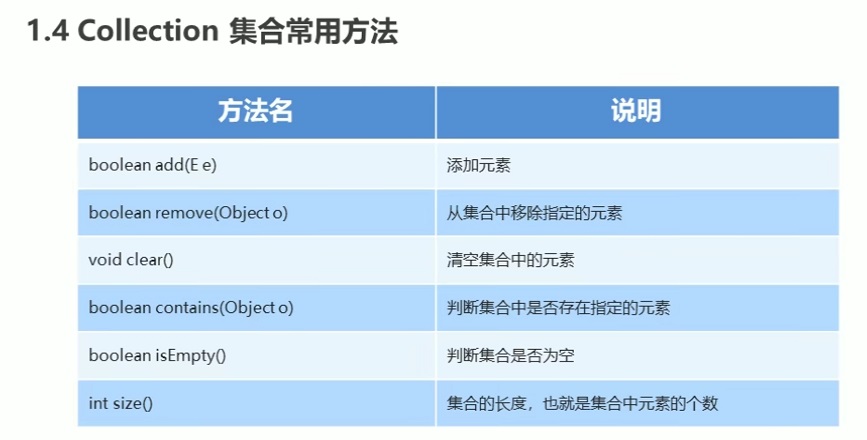 1.4 Collection 集合常用方法
方法名 说明
boolean add(E e) 添加元素
boolean remove(Object o) 从集合中移除指定的元素
void clear() 清空集合中的元素
boolean contains(Object o) 判断集合中是否存在指定的元素
boolean isEmpty() 判断集合是否为空
int size() 集合的长度，也就是集合中元素的个数